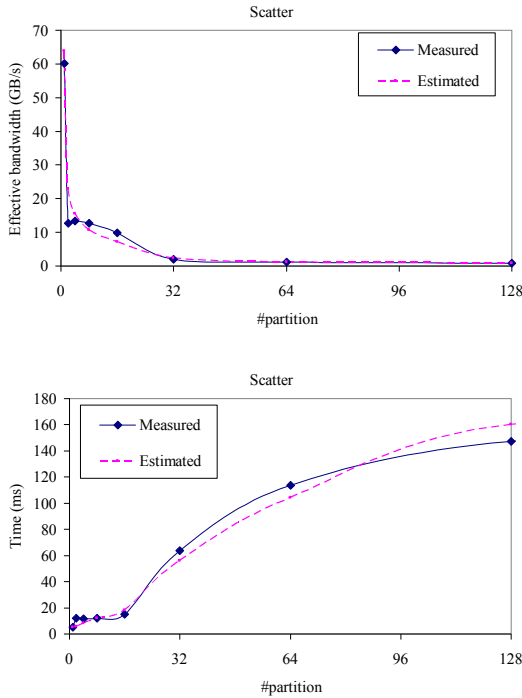 Scatter
Effective bandwidth (GB/s)
70
60
50
40
30
20
10
0
Measured
Estimated
0 32 64 96 128
#partition
Scatter
Time (ms)
200
180
160
140
120
100
80
60
40
20
0
Measured
Estimated
0 32 64 96 128
#partition